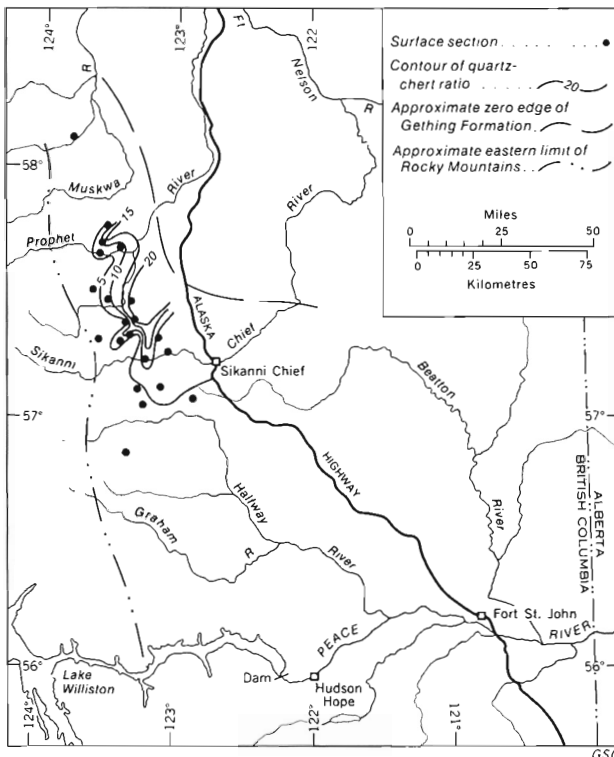 124°
123°
122
Ft
Nelson
R
R
58°
River
River
Muskwa
Prophet
15
5
10
20
ALASKA
Chief
Sikanni
Sikanni Chief
Beatton
River
57°
57°
HIGHWAY
Halfway
River
Graham
R
ALBERTA
BRITISH COLUMBIA
Fort St. John
PEACE
RIVER
56°
56°
Lake
Williston
Dam
Hudson
Hope
124°
123°
122°
121°
Surface section . . . . . .
Contour of quartz-
chert ratio . . . . . . 20
Approximate zero edge of
Gething Formation . .
Approximate eastern limit of
Rocky Mountains . .
Miles
0 25 50
0 25 50 75
Kilometres
GSC